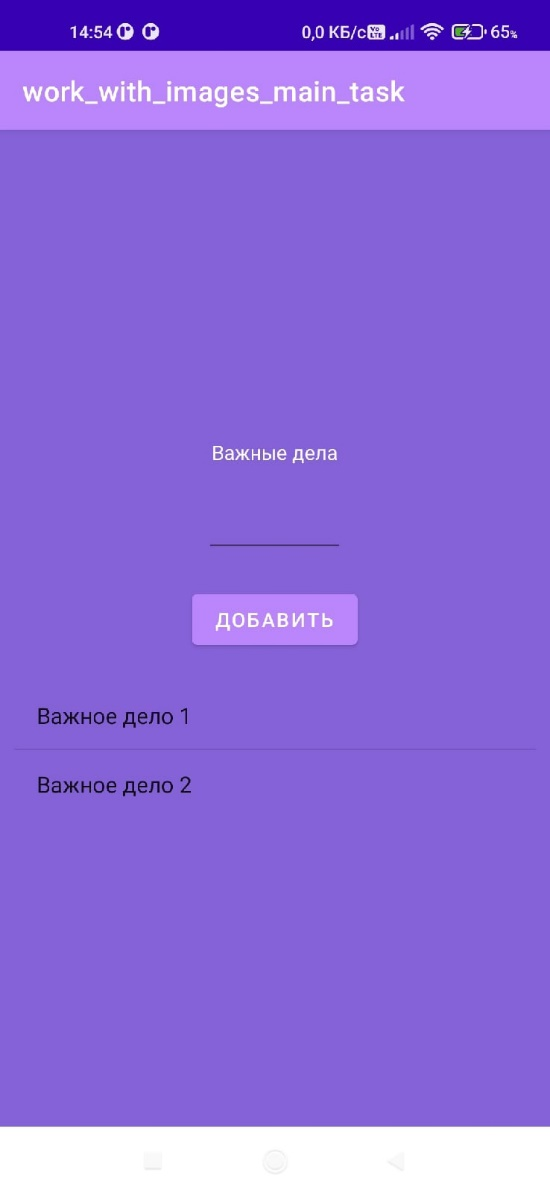 14:54 0,0 КБ/с 65%
work_with_images_main_task
Важные дела
ДОБАВИТЬ
Важное дело 1
Важное дело 2